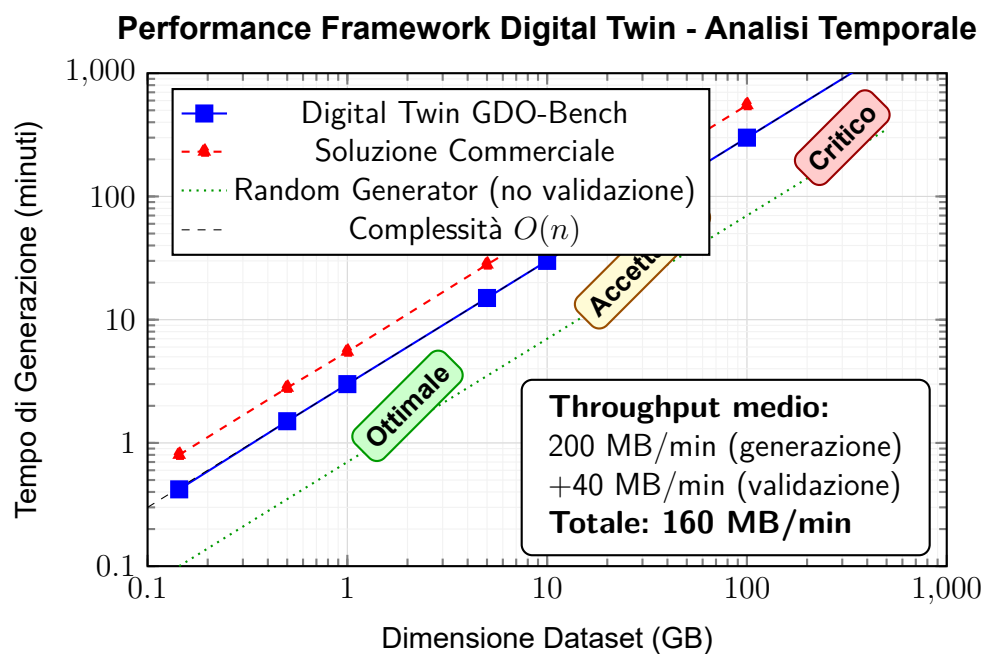 Performance Framework Digital Twin - Analisi Temporale
Tempo di Generazione (minuti)
1,000
100
10
1
0.1
Digital Twin GDO-Bench
Soluzione Commerciale
Random Generator (no validazione)
Complessità O(n)
Critico
Ottimale
Throughput medio:
200 MB/min (generazione)
+40 MB/min (validazione)
Totale: 160 MB/min
0.1
1
10
100
1,000
Dimensione Dataset (GB)